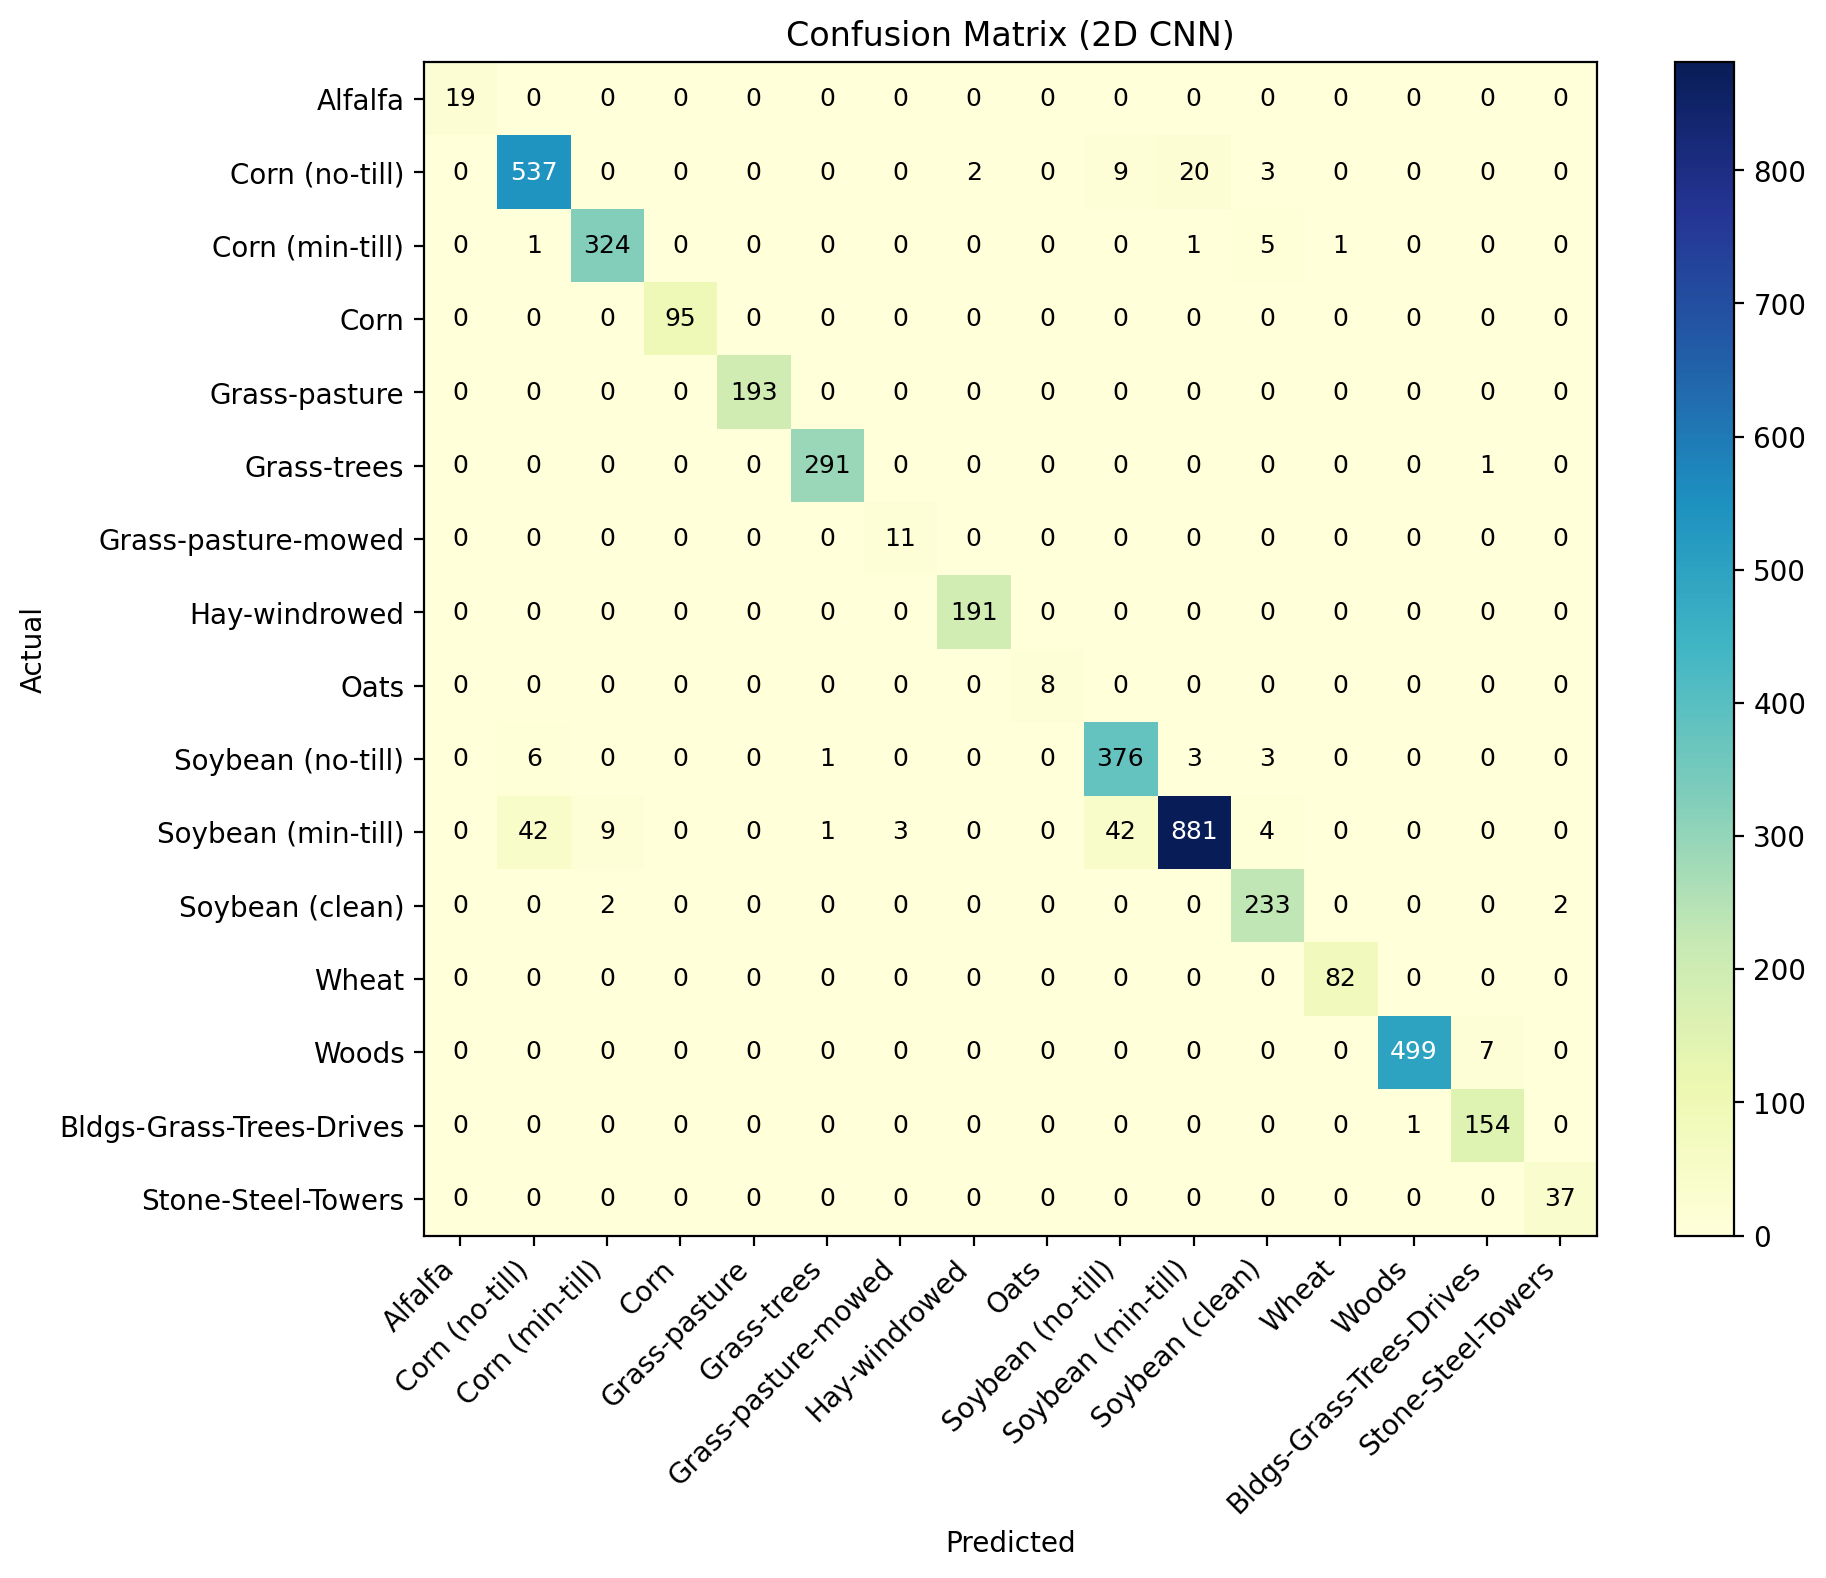 Confusion Matrix (2D CNN)
Alfalfa 19 0 0 0 0 0 0 0 0 0 0 0 0 0 0 0
Corn (no-till) 0 537 0 0 0 0 0 2 0 9 20 3 0 0 0 0
Corn (min-till) 0 1 324 0 0 0 0 0 0 0 1 5 1 0 0 0
Corn 0 0 0 95 0 0 0 0 0 0 0 0 0 0 0 0
Grass-pasture 0 0 0 0 193 0 0 0 0 0 0 0 0 0 0 0
Grass-trees 0 0 0 0 0 291 0 0 0 0 0 0 0 0 1 0
Grass-pasture-mowed 0 0 0 0 0 0 11 0 0 0 0 0 0 0 0 0
Hay-windrowed 0 0 0 0 0 0 0 191 0 0 0 0 0 0 0 0
Oats 0 0 0 0 0 0 0 0 8 0 0 0 0 0 0 0
Soybean (no-till) 0 6 0 0 0 1 0 0 0 376 3 3 0 0 0 0
Soybean (min-till) 0 42 9 0 0 1 3 0 0 42 881 4 0 0 0 0
Soybean (clean) 0 0 2 0 0 0 0 0 0 0 0 233 0 0 0 2
Wheat 0 0 0 0 0 0 0 0 0 0 0 0 82 0 0 0
Woods 0 0 0 0 0 0 0 0 0 0 0 0 0 499 7 0
Bldgs-Grass-Trees-Drives 0 0 0 0 0 0 0 0 0 0 0 0 0 1 154 0
Stone-Steel-Towers 0 0 0 0 0 0 0 0 0 0 0 0 0 0 0 37
Actual
Alfalfa
Corn (no-till)
Corn (min-till)
Corn
Grass-pasture
Grass-trees
Grass-pasture-mowed
Hay-windrowed
Oats
Soybean (no-till)
Soybean (min-till)
Soybean (clean)
Wheat
Woods
Bldgs-Grass-Trees-Drives
Stone-Steel-Towers
Predicted
800
700
600
500
400
300
200
100
0